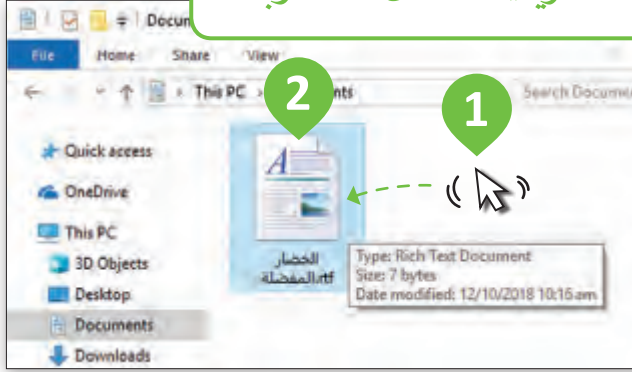 Docum
File Home Share View
This PC nts Search Docume
2
1
Quick access
OneDrive
This PC
3D Objects
Desktop
Documents
Downloads
الخضار
المفضلة.rtf
Type: Rich Text Document
Size: 7 bytes
Date modified: 12/10/2018 10:16 am